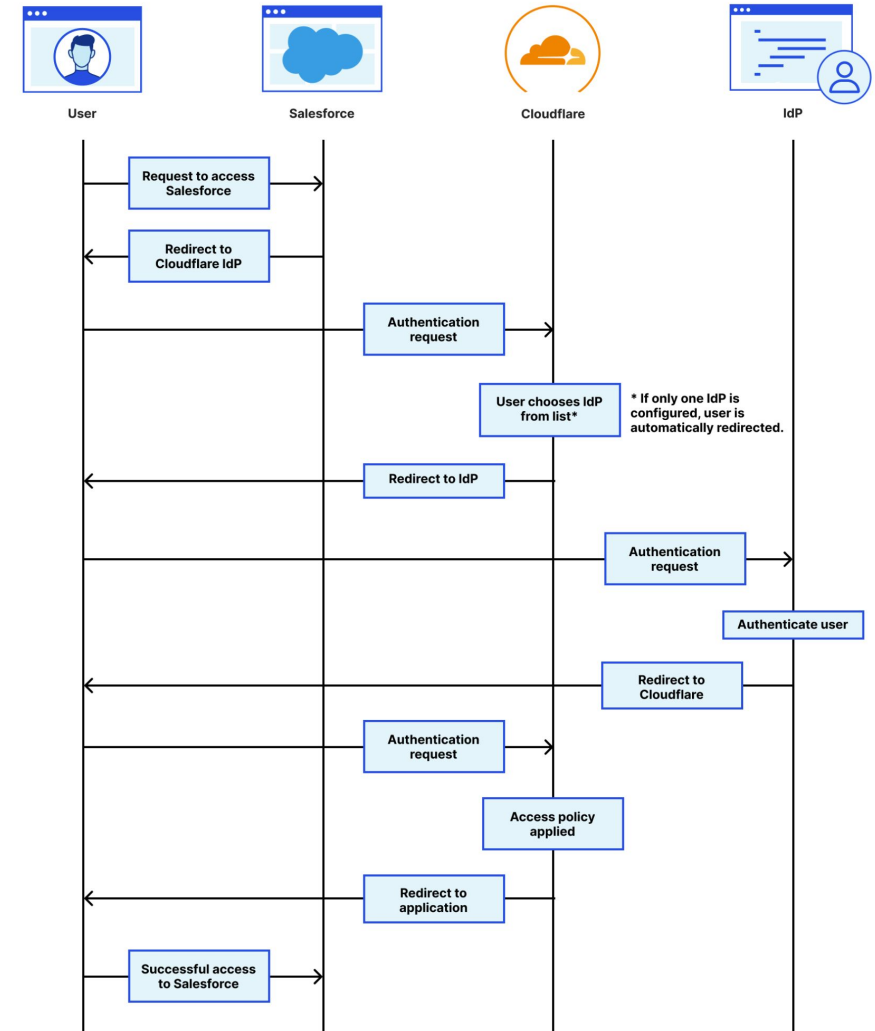 User
Salesforce
Cloudflare
IdP
Request to access
Salesforce
Redirect to
Cloudflare IdP
Authentication
request
User chooses IdP
from list*
* If only one IdP is
configured, user is
automatically redirected.
Redirect to IdP
Authentication
request
Authenticate user
Redirect to
Cloudflare
Authentication
request
Access policy
applied
Redirect to
application
Successful access
to Salesforce